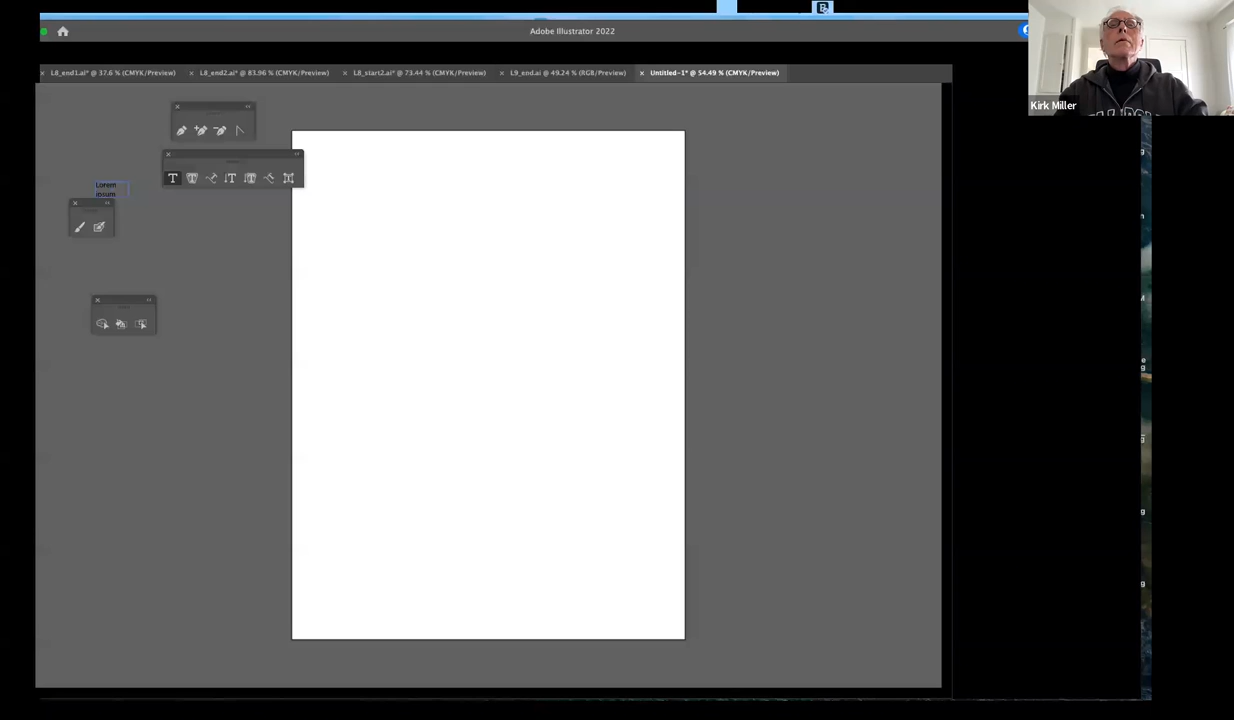 Adobe Illustrator 2022
L8_end1.ai* @ 37.6 % (CMYK/Preview)
L8_end2.ai* @ 83.96 % (CMYK/Preview)
L8_start2.ai* @ 73.44 % (CMYK/Preview)
L9_end.ai @ 49.24 % (RGB/Preview)
Untitled-1* @ 54.49 % (CMYK/Preview)
Kirk Miller
Lorem
ipsum